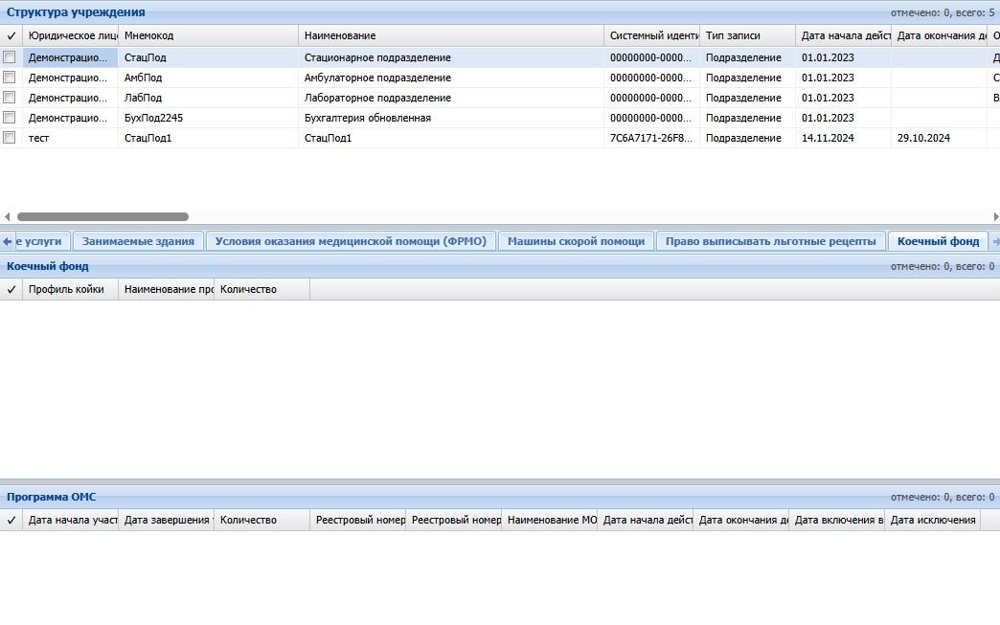 Структура учреждения отмечено: 0, всего: 5
Юридическое лиц Мнемокод Наименование Системный иденти Тип записи Дата начала дейст Дата окончания де
Демонстрацио... СтацПод Стационарное подразделение 00000000-0000... Подразделение 01.01.2023 Д
Демонстрацио... АмбПод Амбулаторное подразделение 00000000-0000... Подразделение 01.01.2023 С
Демонстрацио... ЛабПод Лабораторное подразделение 00000000-0000... Подразделение 01.01.2023 В
Демонстрацио... БухПод2245 Бухгалтерия обновленная 00000000-0000... Подразделение 01.01.2023
тест СтацПод1 СтацПод1 7C6A7171-26F8... Подразделение 14.11.2024 29.10.2024
е услуги Занимаемые здания Условия оказания медицинской помощи (ФРМО) Машины скорой помощи Право выписывать льготные рецепты Коечный фонд
Коечный фонд отмечено: 0, всего: 0
Профиль койки Наименование про Количество
Программа ОМС отмечено: 0, всего: 0
Дата начала участ Дата завершения Количество Реестровый номер Реестровый номер Наименование МО Дата начала дейст Дата окончания де Дата включения в Дата исключения